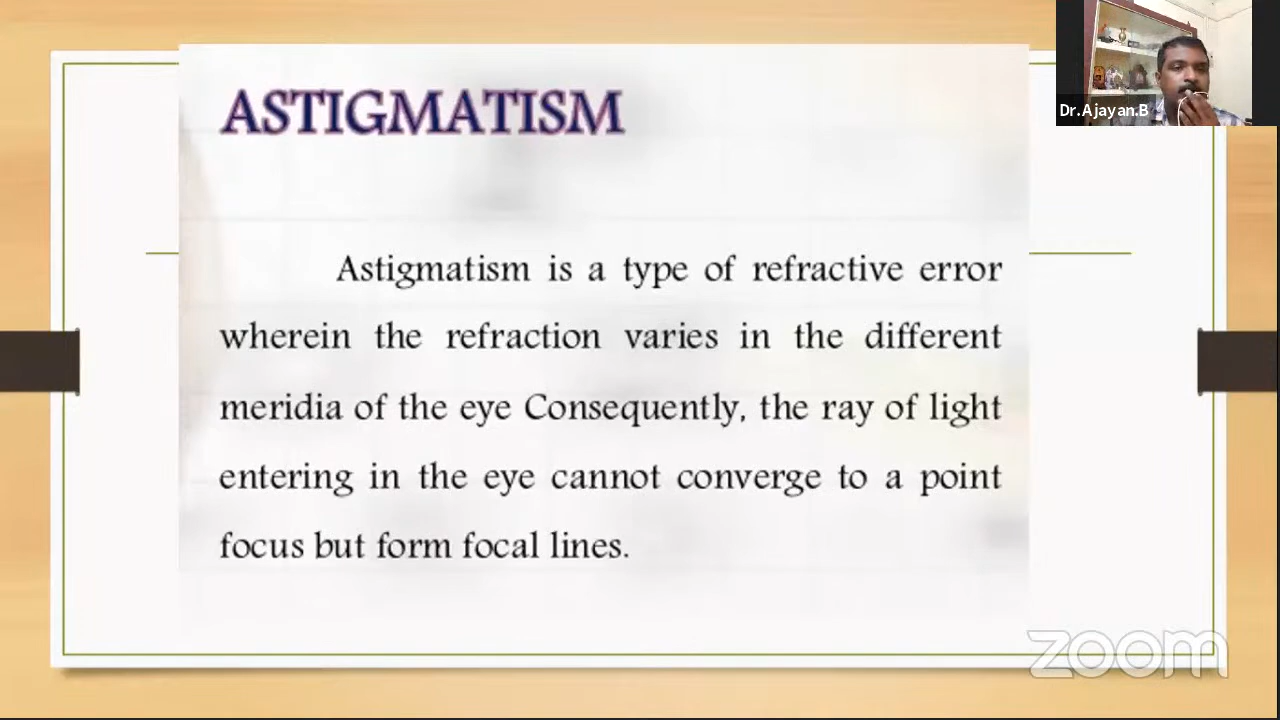 ASTIGMATISM
Dr.Ajayan.B
Astigmatism is a type of refractive error
wherein the refraction varies in the different
meridia of the eye Consequently, the ray of light
entering in the eye cannot converge to a point
focus but form focal lines.
zoom